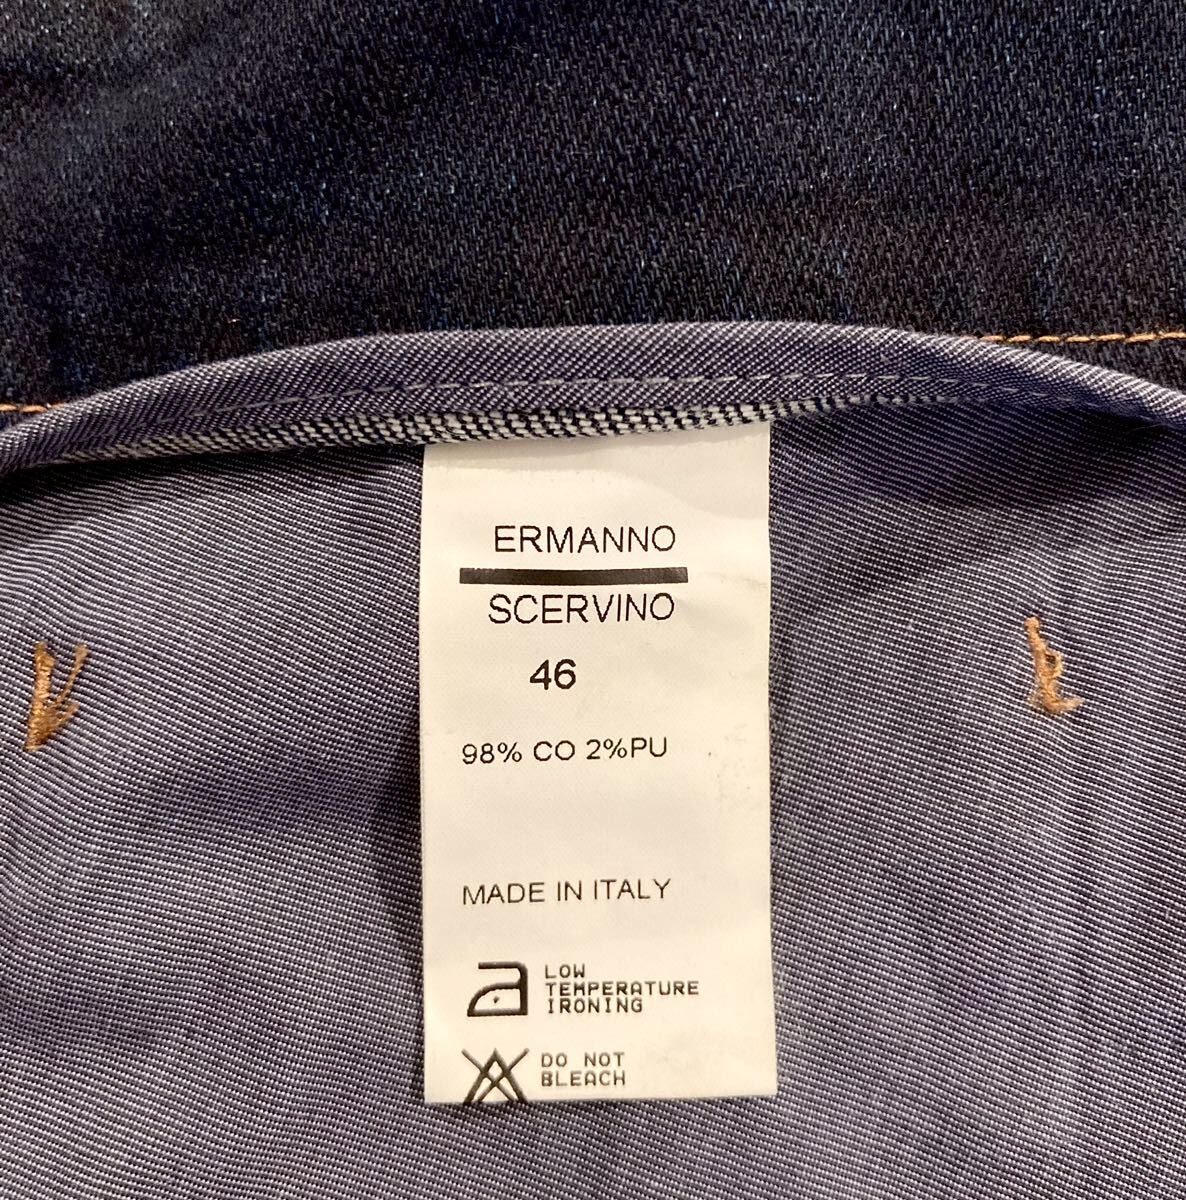 ERMANNO
SCERVINO
46
98% CO 2%PU
MADE IN ITALY
LOW
TEMPERATURE
IRONING
DO NOT
BLEACH